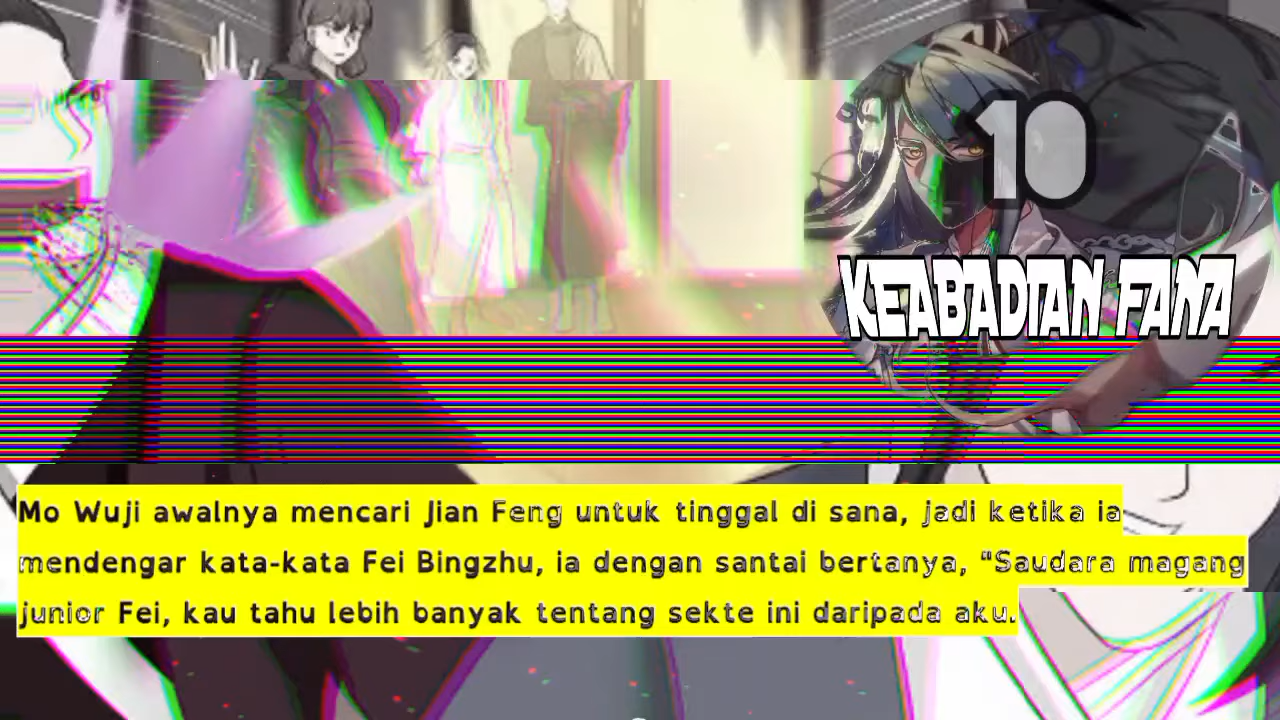 10
KEABADIAN FANA
Mo Wuji awalnya mencari Jian Feng untuk tinggal di sana, jadi ketika ia
mendengar kata-kata Fei Bingzhu, ia dengan santai bertanya, "Saudara magang
junior Fei, kau tahu lebih banyak tentang sekte ini daripada aku.